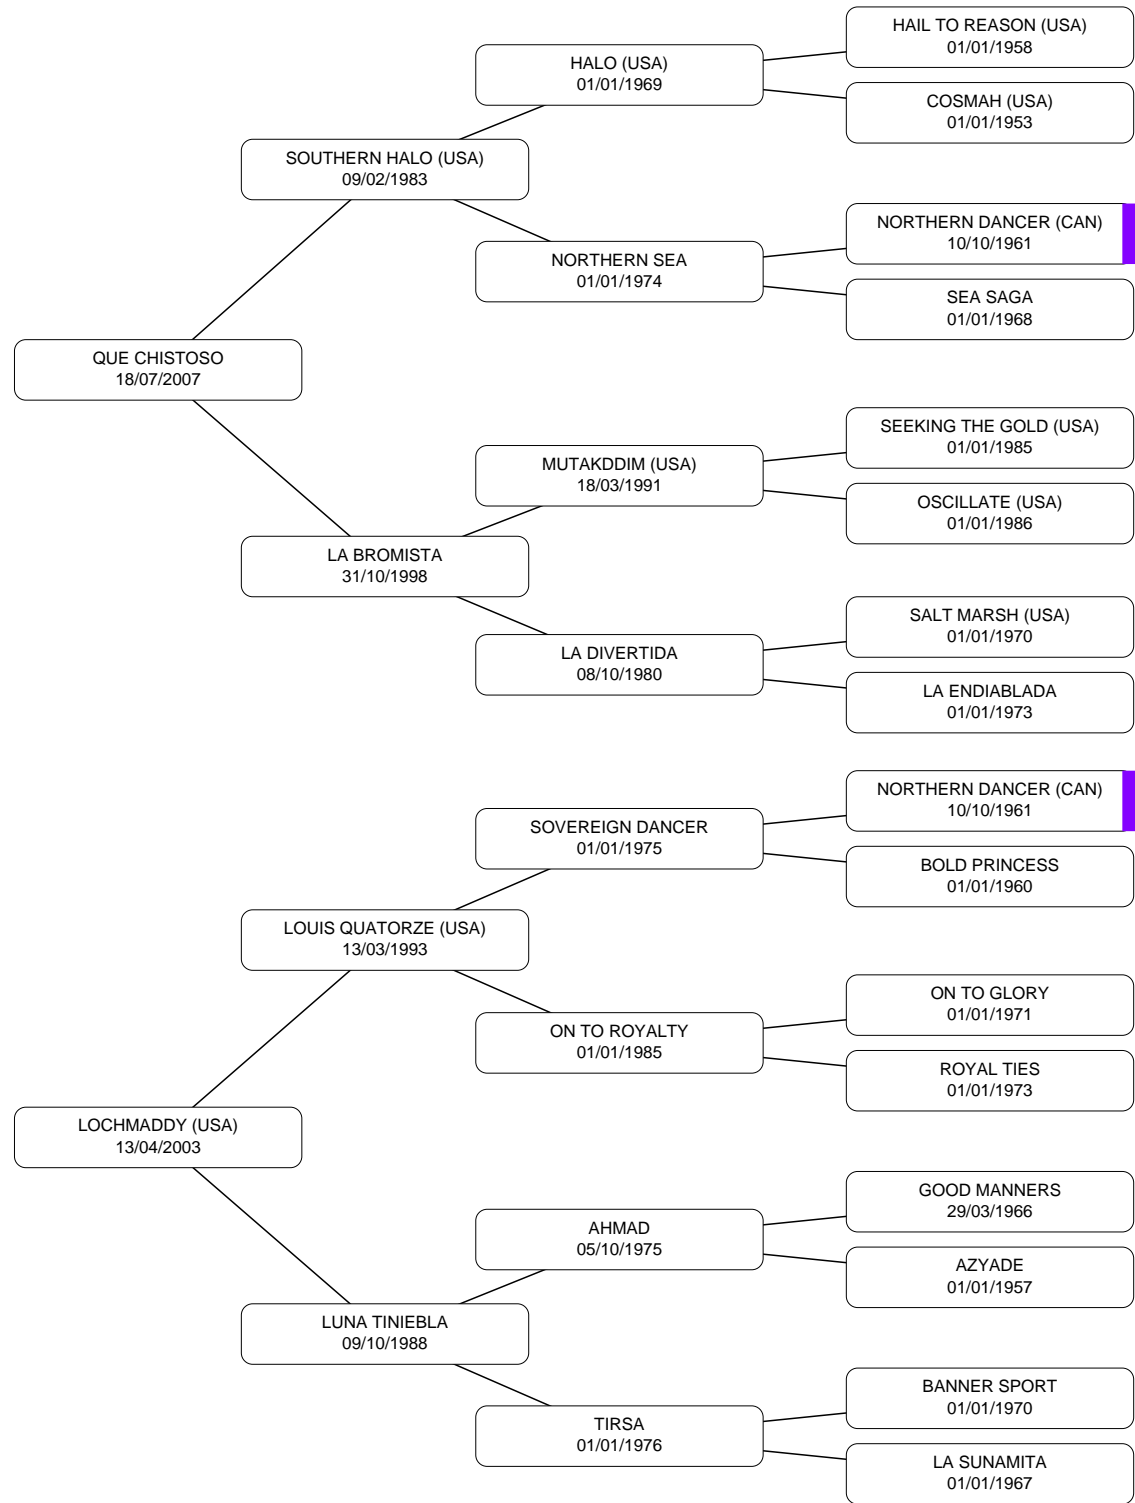 HAIL TO REASON (USA)
01/01/1958
HALO (USA)
01/01/1969
COSMAH (USA)
01/01/1953
SOUTHERN HALO (USA)
09/02/1983
NORTHERN DANCER (CAN)
10/10/1961
NORTHERN SEA
01/01/1974
SEA SAGA
01/01/1968
QUE CHISTOSO
18/07/2007
SEEKING THE GOLD (USA)
01/01/1985
MUTAKDDIM (USA)
18/03/1991
OSCILLATE (USA)
01/01/1986
LA BROMISTA
31/10/1998
SALT MARSH (USA)
01/01/1970
LA DIVERTIDA
08/10/1980
LA ENDIABLADA
01/01/1973
NORTHERN DANCER (CAN)
10/10/1961
SOVEREIGN DANCER
01/01/1975
BOLD PRINCESS
01/01/1960
LOUIS QUATORZE (USA)
13/03/1993
ON TO GLORY
01/01/1971
ON TO ROYALTY
01/01/1985
ROYAL TIES
01/01/1973
LOCHMADDY (USA)
13/04/2003
GOOD MANNERS
29/03/1966
AHMAD
05/10/1975
AZYADE
01/01/1957
LUNA TINIEBLA
09/10/1988
BANNER SPORT
01/01/1970
TIRSA
01/01/1976
LA SUNAMITA
01/01/1967